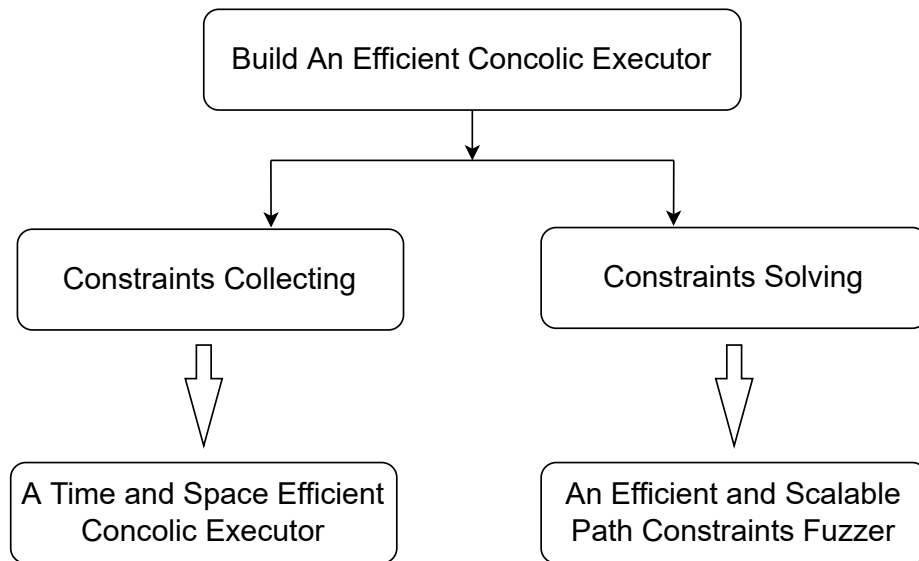 Build An Efficient Concolic Executor
Constraints Collecting
Constraints Solving
A Time and Space Efficient
Concolic Executor
An Efficient and Scalable
Path Constraints Fuzzer